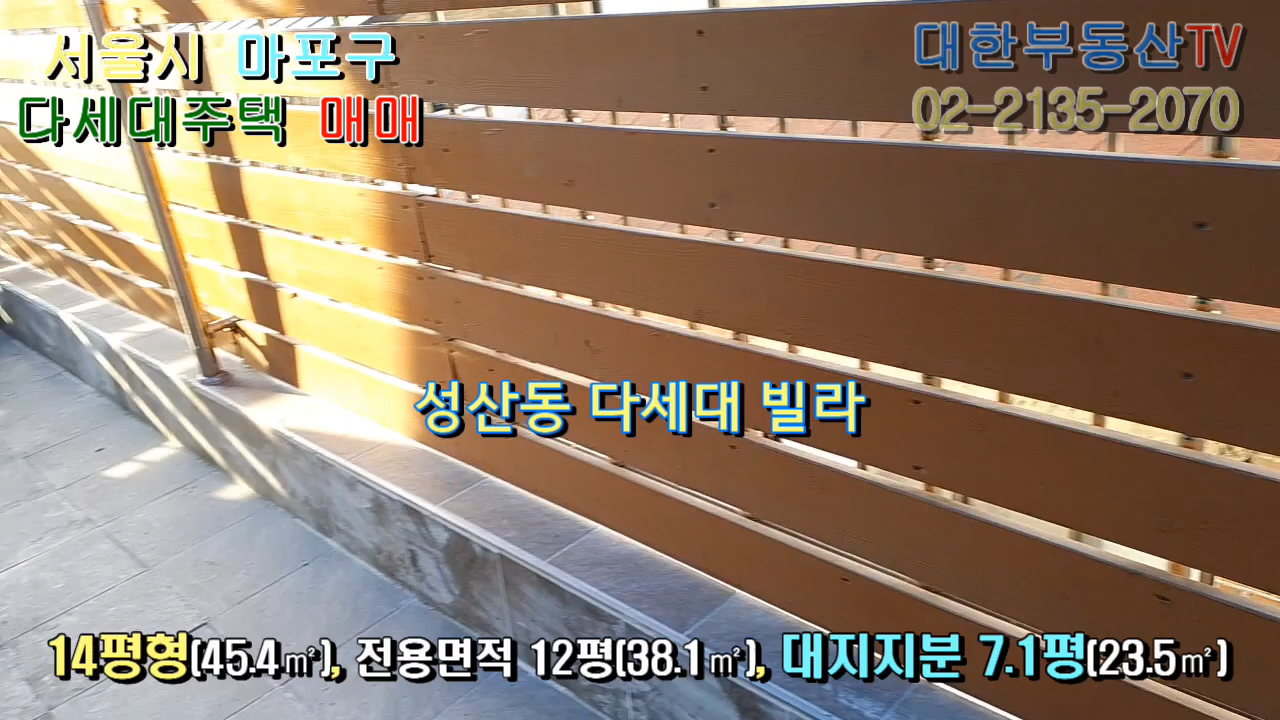 서울시 마포구
다세대주택 매매
대한부동산TV
02-2135-2070
성산동 다세대 빌라
14평형(45.4㎡), 전용면적 12평(38.1㎡), 대지지분 7.1평(23.5㎡)